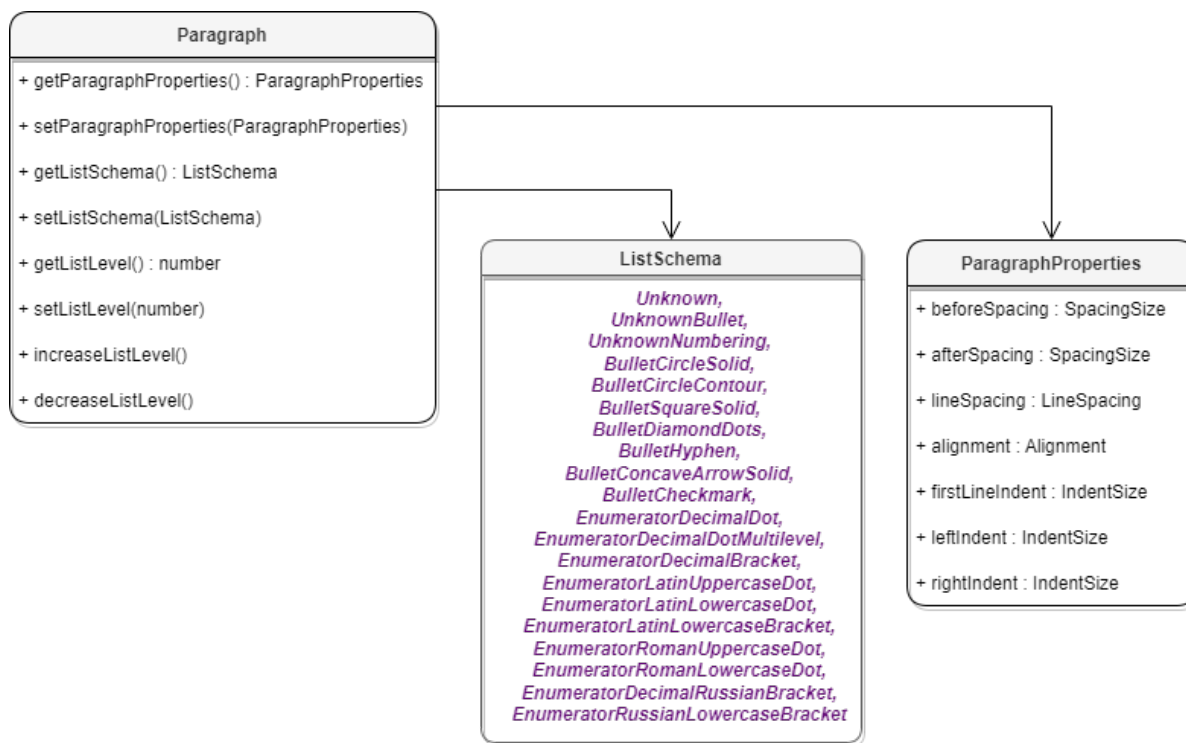 Paragraph
+ getParagraphProperties() : ParagraphProperties
+ setParagraphProperties(ParagraphProperties)
+ getListSchema() : ListSchema
+ setListSchema(ListSchema)
+ getListLevel() : number
+ setListLevel(number)
+ increaseListLevel()
+ decreaseListLevel()
ListSchema
Unknown,
UnknownBullet,
UnknownNumbering,
BulletCircleSolid,
BulletCircleContour,
BulletSquareSolid,
BulletDiamondDots,
BulletHyphen,
BulletConcaveArrowSolid,
BulletCheckmark,
EnumeratorDecimalDot,
EnumeratorDecimalDotMultilevel,
EnumeratorDecimalBracket,
EnumeratorLatinUppercaseDot,
EnumeratorLatinLowercaseDot,
EnumeratorLatinLowercaseBracket,
EnumeratorRomanUppercaseDot,
EnumeratorRomanLowercaseDot,
EnumeratorDecimalRussianBracket,
EnumeratorRussianLowercaseBracket
ParagraphProperties
+ beforeSpacing : SpacingSize
+ afterSpacing : SpacingSize
+ lineSpacing : LineSpacing
+ alignment : Alignment
+ firstLineIndent : IndentSize
+ leftIndent : IndentSize
+ rightIndent : IndentSize